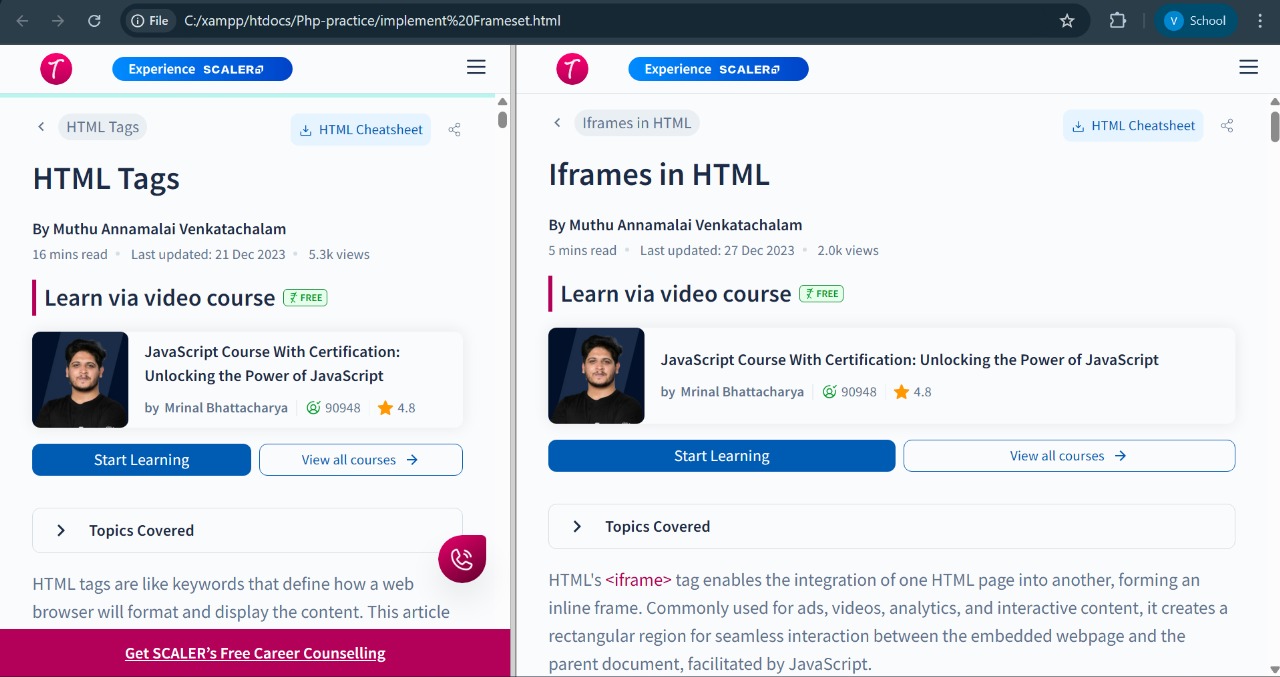 File
C:/xampp/htdocs/Php-practice/implement%20Frameset.html
V
School
Experience SCALER
HTML Tags
HTML Cheatsheet
HTML Tags
By Muthu Annamalai Venkatachalam
16 mins read • Last updated: 21 Dec 2023 • 5.3k views
Learn via video course
FREE
JavaScript Course With Certification:
Unlocking the Power of JavaScript
by Mrinal Bhattacharya
90948
4.8
Start Learning
View all courses
Topics Covered
HTML tags are like keywords that define how a web
browser will format and display the content. This article
Get SCALER’s Free Career Counselling
Experience SCALER
Iframes in HTML
HTML Cheatsheet
Iframes in HTML
By Muthu Annamalai Venkatachalam
5 mins read • Last updated: 27 Dec 2023 • 2.0k views
Learn via video course
FREE
JavaScript Course With Certification: Unlocking the Power of JavaScript
by Mrinal Bhattacharya
90948
4.8
Start Learning
View all courses
Topics Covered
HTML's <iframe> tag enables the integration of one HTML page into another, forming an
inline frame. Commonly used for ads, videos, analytics, and interactive content, it creates a
rectangular region for seamless interaction between the embedded webpage and the
parent document, facilitated by JavaScript.